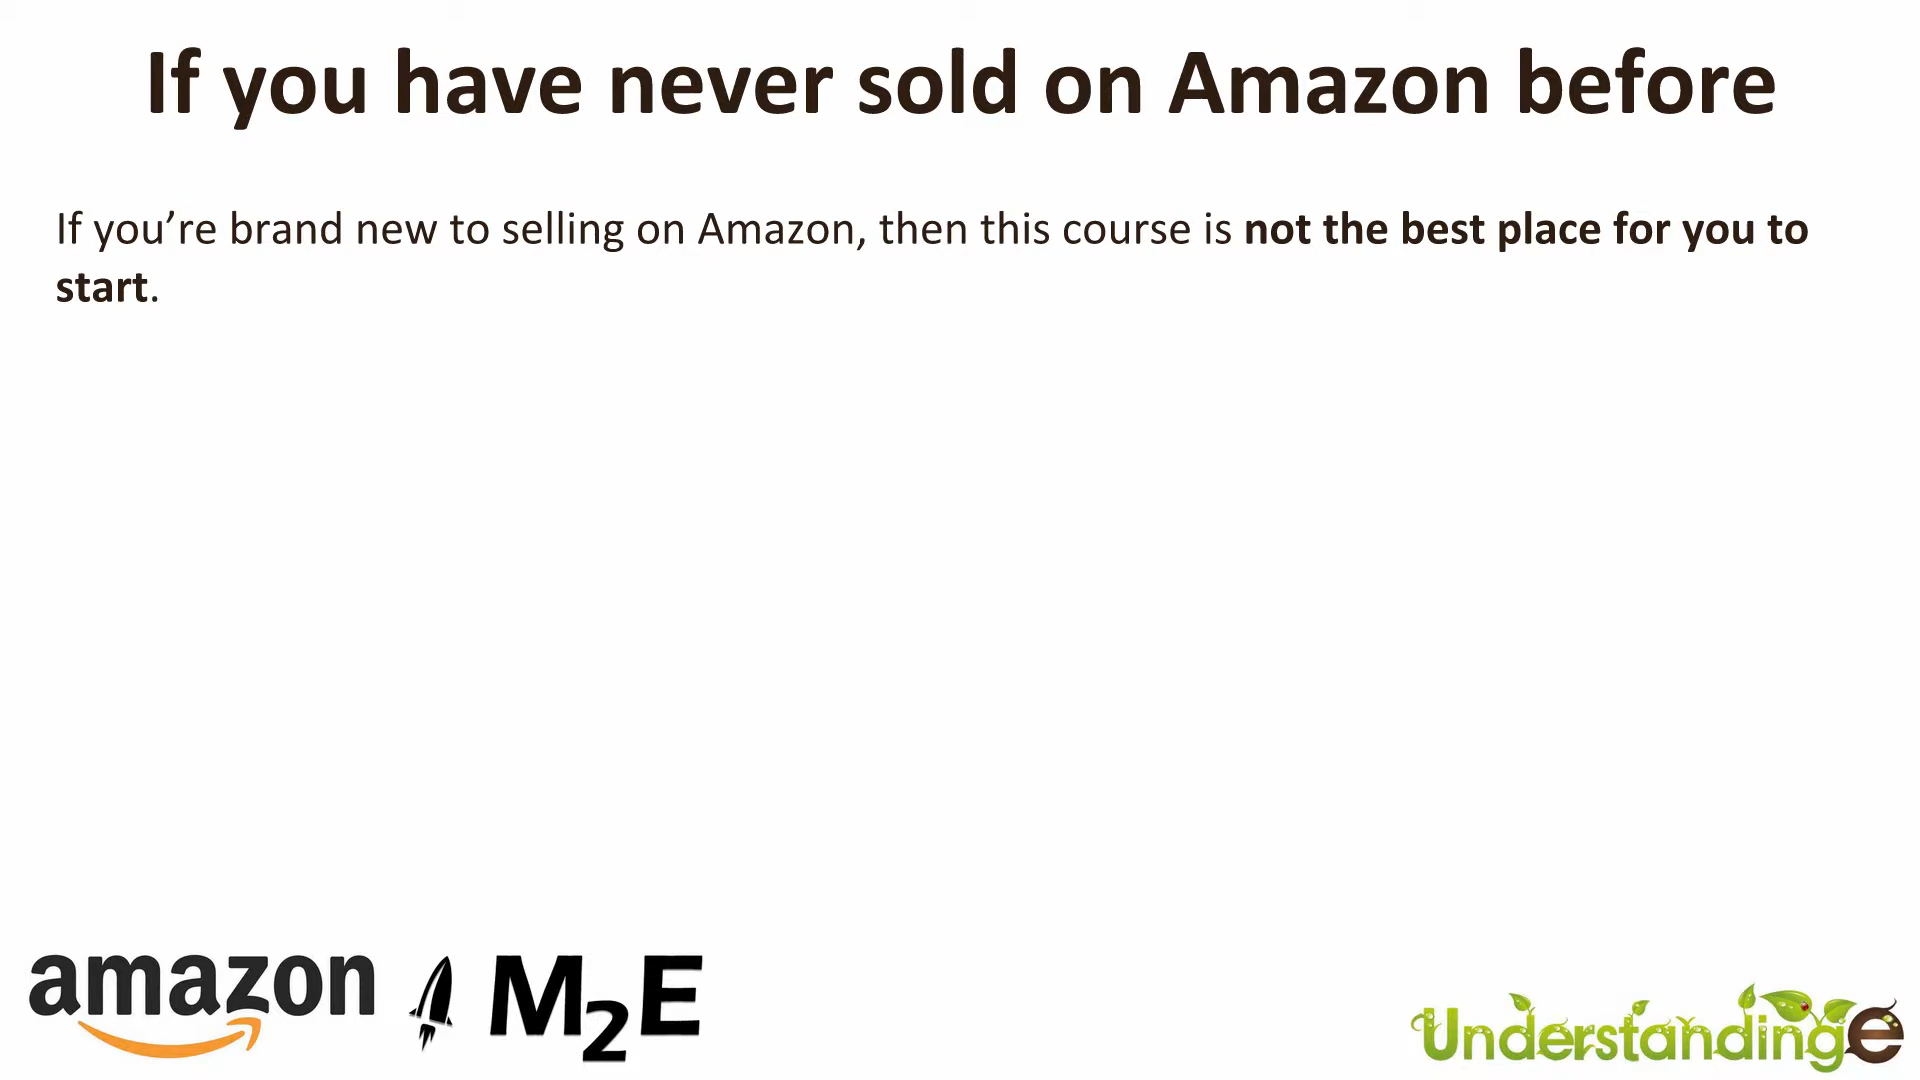 If you have never sold on Amazon before
If you’re brand new to selling on Amazon, then this course is not the best place for you to
start.
amazon M2E
UnderstandingE